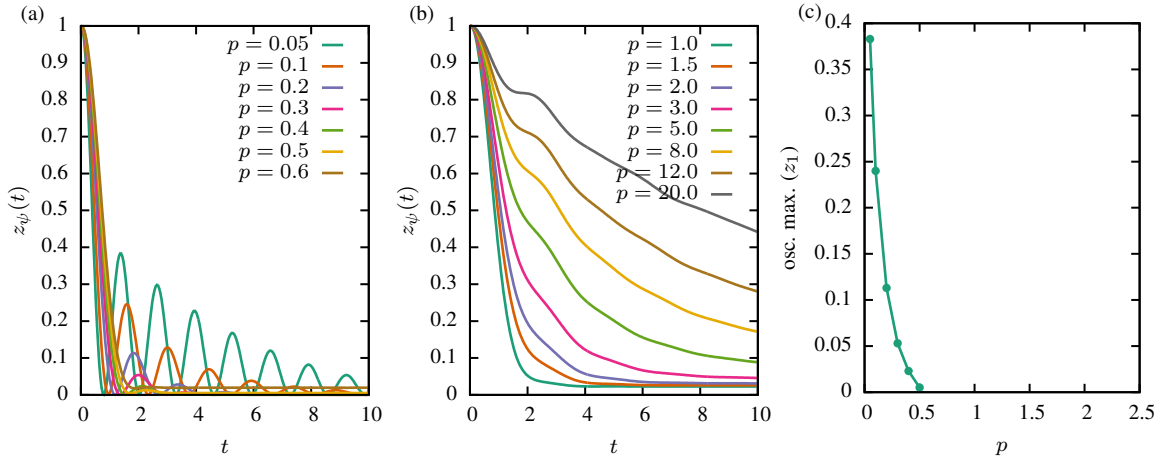 (a)
z_ψ(t)
1
0.9
0.8
0.7
0.6
0.5
0.4
0.3
0.2
0.1
0
0 2 4 6 8 10
t
p = 0.05
p = 0.1
p = 0.2
p = 0.3
p = 0.4
p = 0.5
p = 0.6
(b)
z_ψ(t)
1
0.9
0.8
0.7
0.6
0.5
0.4
0.3
0.2
0.1
0
0 2 4 6 8 10
t
p = 1.0
p = 1.5
p = 2.0
p = 3.0
p = 5.0
p = 8.0
p = 12.0
p = 20.0
(c)
osc. max. (z₁)
0.4
0.35
0.3
0.25
0.2
0.15
0.1
0.05
0
0 0.5 1 1.5 2 2.5
p